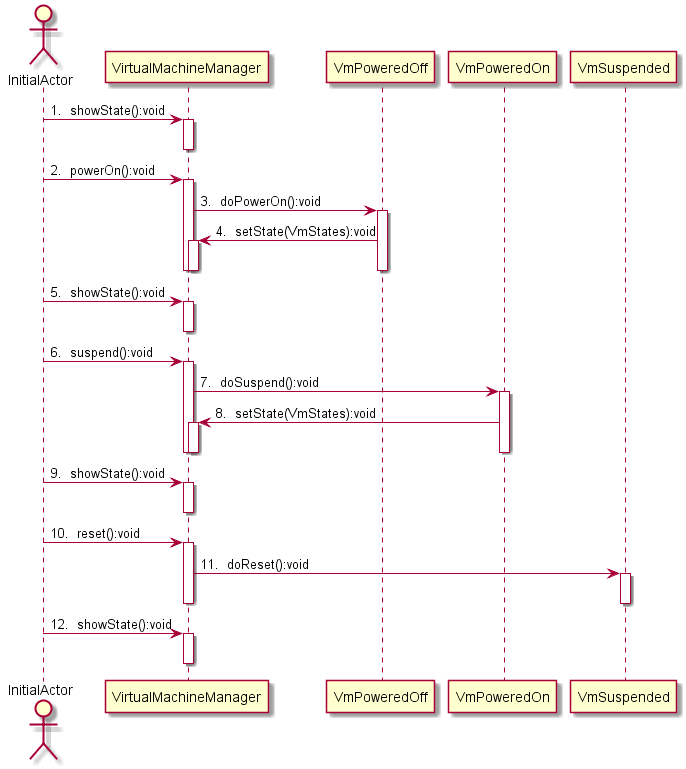 InitialActor
VirtualMachineManager
VmPoweredOff
VmPoweredOn
VmSuspended
1. showState():void
2. powerOn():void
3. doPowerOn():void
4. setState(VmStates):void
5. showState():void
6. suspend():void
7. doSuspend():void
8. setState(VmStates):void
9. showState():void
10. reset():void
11. doReset():void
12. showState():void
InitialActor
VirtualMachineManager
VmPoweredOff
VmPoweredOn
VmSuspended